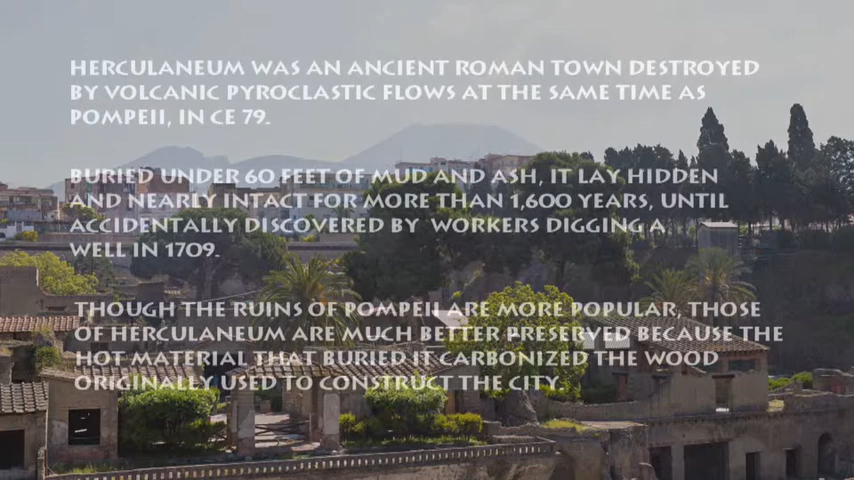 HERCULANEUM WAS AN ANCIENT ROMAN TOWN DESTROYED
BY VOLCANIC PYROCLASTIC FLOWS AT THE SAME TIME AS
POMPEII, IN CE 79.
BURIED UNDER 60 FEET OF MUD AND ASH, IT LAY HIDDEN
AND NEARLY INTACT FOR MORE THAN 1,600 YEARS, UNTIL
ACCIDENTALLY DISCOVERED BY WORKERS DIGGING A
WELL IN 1709.
THOUGH THE RUINS OF POMPEII ARE MORE POPULAR, THOSE
OF HERCULANEUM ARE MUCH BETTER PRESERVED BECAUSE THE
HOT MATERIAL THAT BURIED IT CARBONIZED THE WOOD
ORIGINALLY USED TO CONSTRUCT THE CITY.